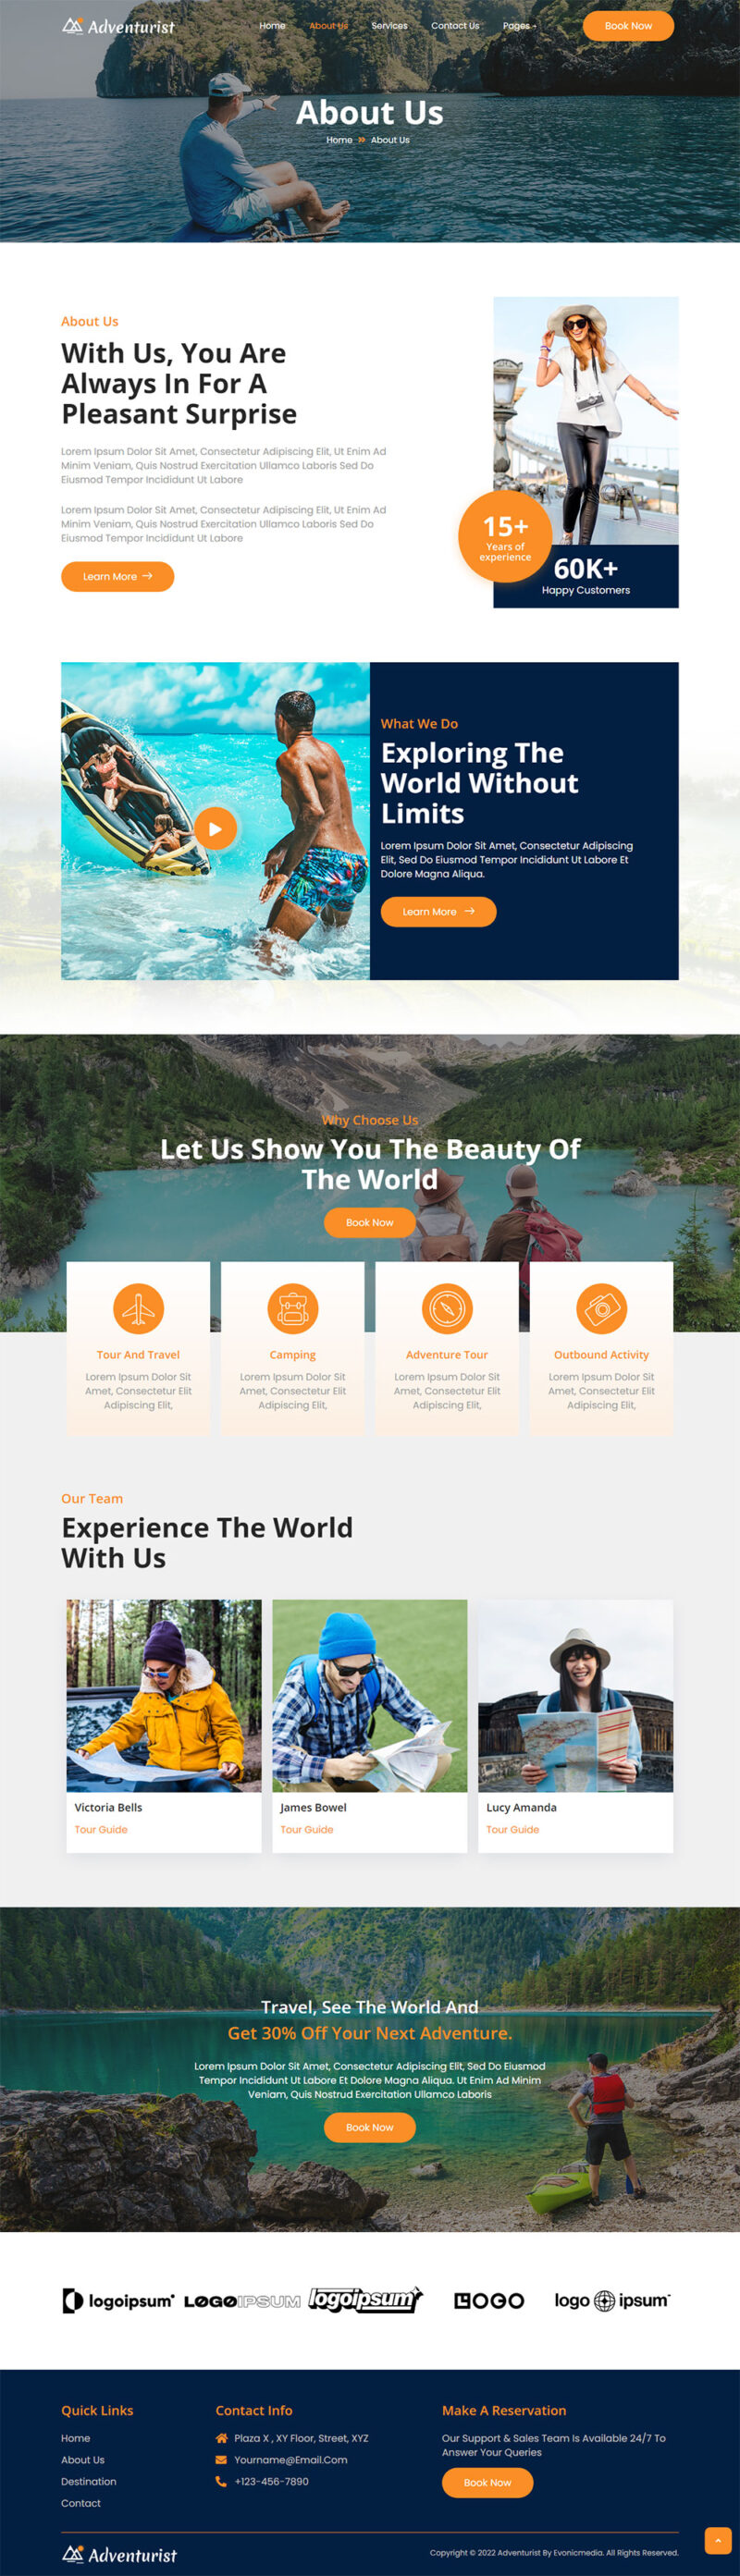 Adventurist
Home About Us Services Contact Us Pages Book Now
About Us
Home » About Us
About Us
With Us, You Are
Always In For A
Pleasant Surprise
Lorem Ipsum Dolor Sit Amet, Consectetur Adipiscing Elit, Ut Enim Ad
Minim Veniam, Quis Nostrud Exercitation Ullamco Laboris Sed Do
Eiusmod Tempor Incididunt Ut Labore
Lorem Ipsum Dolor Sit Amet, Consectetur Adipiscing Elit, Ut Enim Ad
Minim Veniam, Quis Nostrud Exercitation Ullamco Laboris Sed Do
Eiusmod Tempor Incididunt Ut Labore
Learn More →
15+
Years of
experience
60K+
Happy Customers
What We Do
Exploring The
World Without
Limits
Lorem Ipsum Dolor Sit Amet, Consectetur Adipiscing
Elit, Sed Do Eiusmod Tempor Incididunt Ut Labore Et
Dolore Magna Aliqua.
Learn More →
Why Choose Us
Let Us Show You The Beauty Of
The World
Book Now
Tour And Travel
Lorem Ipsum Dolor Sit
Amet, Consectetur Elit
Adipiscing Elit,
Camping
Lorem Ipsum Dolor Sit
Amet, Consectetur Elit
Adipiscing Elit,
Adventure Tour
Lorem Ipsum Dolor Sit
Amet, Consectetur Elit
Adipiscing Elit,
Outbound Activity
Lorem Ipsum Dolor Sit
Amet, Consectetur Elit
Adipiscing Elit,
Our Team
Experience The World
With Us
Victoria Bells
Tour Guide
James Bowel
Tour Guide
Lucy Amanda
Tour Guide
Travel, See The World And
Get 30% Off Your Next Adventure.
Lorem Ipsum Dolor Sit Amet, Consectetur Adipiscing Elit, Sed Do Eiusmod
Tempor Incididunt Ut Labore Et Dolore Magna Aliqua. Ut Enim Ad Minim
Veniam, Quis Nostrud Exercitation Ullamco Laboris
Book Now
logoipsum LOGOIPSUM logoipsum LOGO logo ipsum
Quick Links
Home
About Us
Destination
Contact
Contact Info
Plaza X , XY Floor, Street, XYZ
Yourname@Email.Com
+123-456-7890
Make A Reservation
Our Support & Sales Team Is Available 24/7 To
Answer Your Queries
Book Now
Adventurist
Copyright © 2022 Adventurist By Evonicmedia. All Rights Reserved.